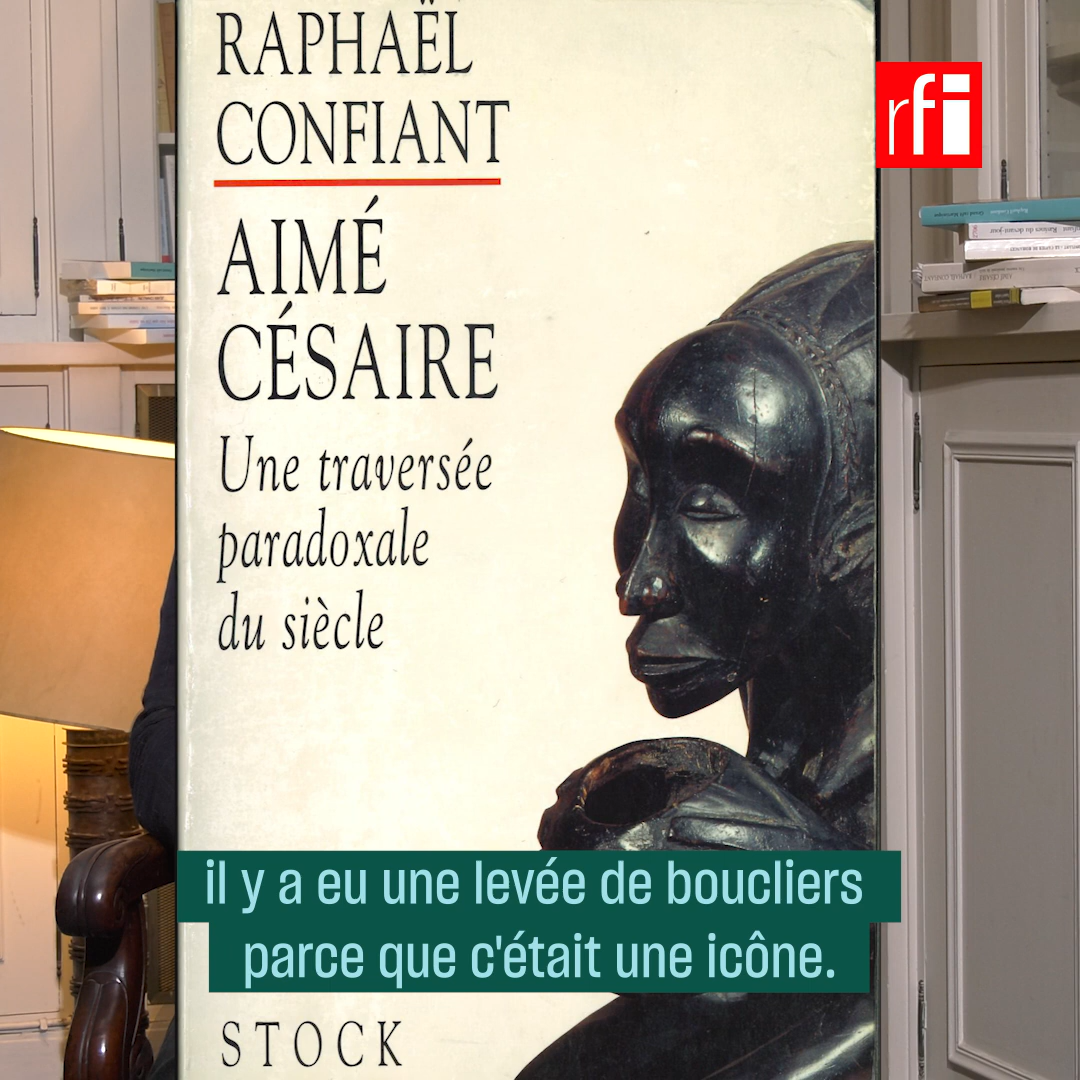 RAPHAËL
CONFIANT
AIMÉ
CÉSAIRE
Une traversée
paradoxale
du siècle
rfi
il y a eu une levée de boucliers
parce que c'était une icône.
STOCK